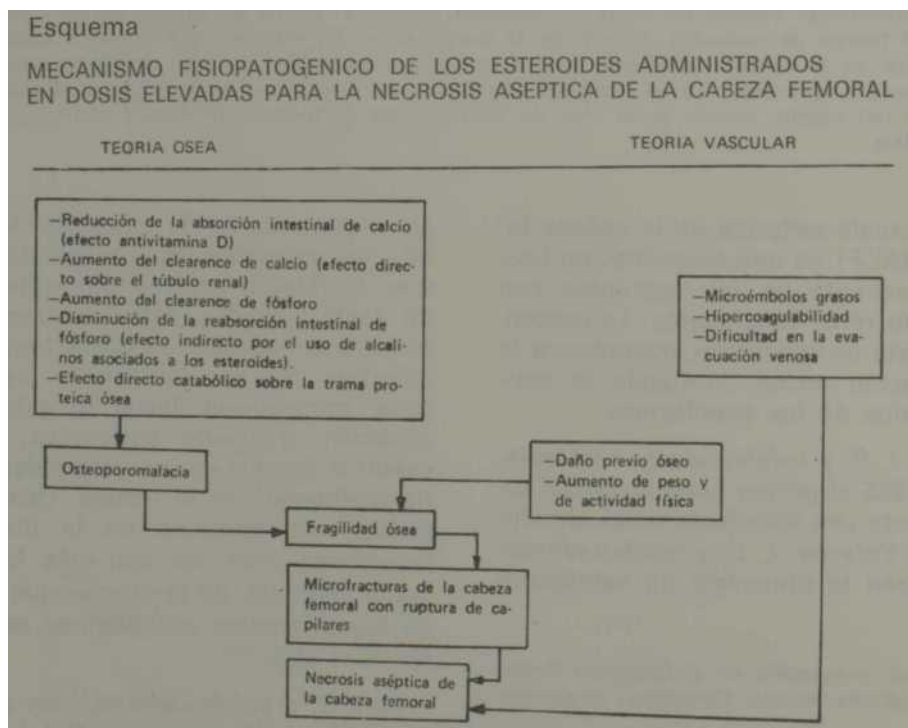 Esquema
MECANISMO FISIOPATOGENICO DE LOS ESTEROIDES ADMINISTRADOS
EN DOSIS ELEVADAS PARA LA NECROSIS ASEPTICA DE LA CABEZA FEMORAL
TEORIA OSEA
TEORIA VASCULAR
—Reducción de la absorción intestinal de calcio
(efecto antivitamina D)
—Aumento del clearence de calcio (efecto direc-
to sobre el túbulo renal)
—Aumento del clearence de fósforo
—Disminución de la reabsorción intestinal de
fósforo (efecto indirecto por el uso de alcali-
nos asociados a los esteroides).
—Efecto directo catabólico sobre la trama pro-
teica ósea
—Microémbolos grasos
—Hipercoagulabilidad
—Dificultad en la eva-
cuación venosa
Osteoporomalacia
—Daño previo óseo
—Aumento de peso y
de actividad física
Fragilidad ósea
Microfracturas de la cabeza
femoral con ruptura de ca-
pilares
Necrosis aséptica de
la cabeza femoral